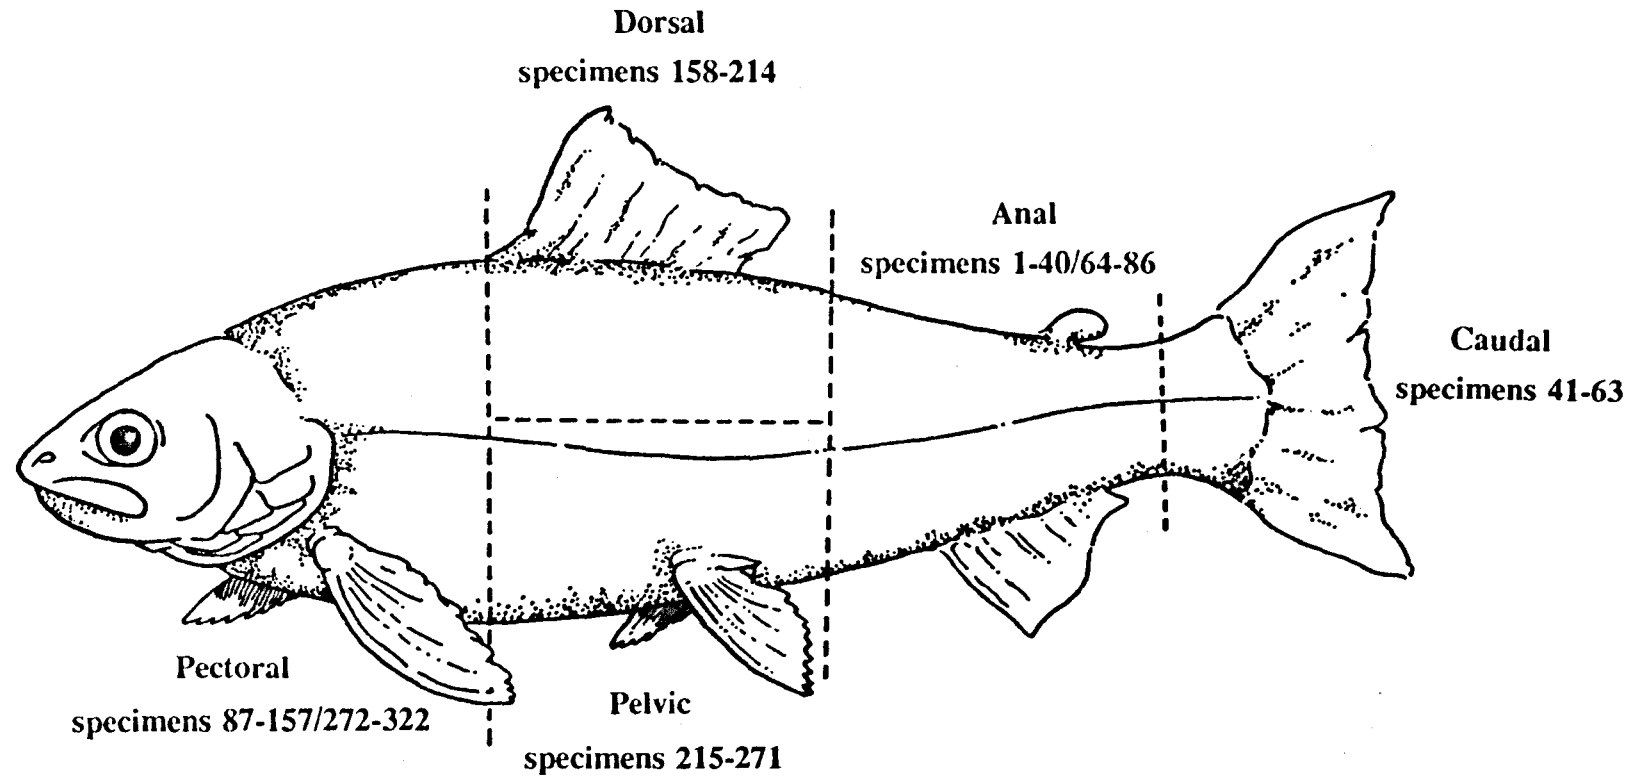 Dorsal
specimens 158-214
Anal
specimens 1-40/64-86
Caudal
specimens 41-63
Pectoral
specimens 87-157/272-322
Pelvic
specimens 215-271